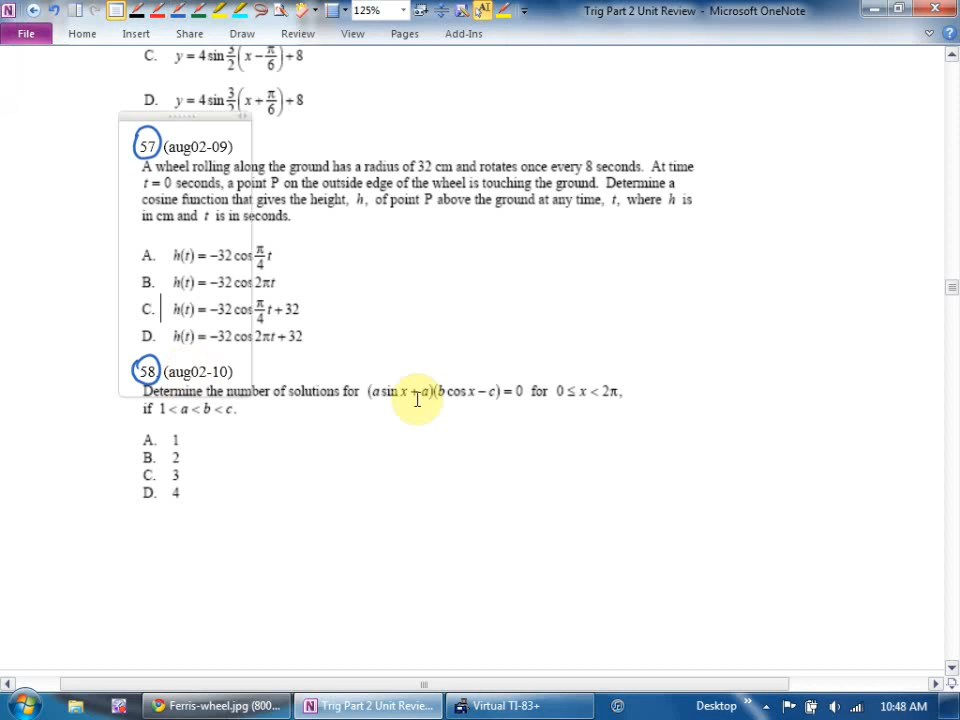 125%
Trig Part 2 Unit Review - Microsoft OneNote
File Home Insert Share Draw Review View Pages Add-Ins
C. y = 4 sin 3/2 (x − π/6) + 8
D. y = 4 sin 3/2 (x + π/6) + 8
57. (aug02-09)
A wheel rolling along the ground has a radius of 32 cm and rotates once every 8 seconds. At time
t = 0 seconds, a point P on the outside edge of the wheel is touching the ground. Determine a
cosine function that gives the height, h, of point P above the ground at any time, t, where h is
in cm and t is in seconds.
A. h(t) = −32 cos π/4 t
B. h(t) = −32 cos 2πt
C. h(t) = −32 cos π/4 t + 32
D. h(t) = −32 cos 2πt + 32
58. (aug02-10)
Determine the number of solutions for (a sin x + a)(b cos x − c) = 0 for 0 ≤ x < 2π,
if 1 < a < b < c.
A. 1
B. 2
C. 3
D. 4
Ferris-wheel.jpg (800... Trig Part 2 Unit Revie... Virtual TI-83+ Desktop 10:48 AM